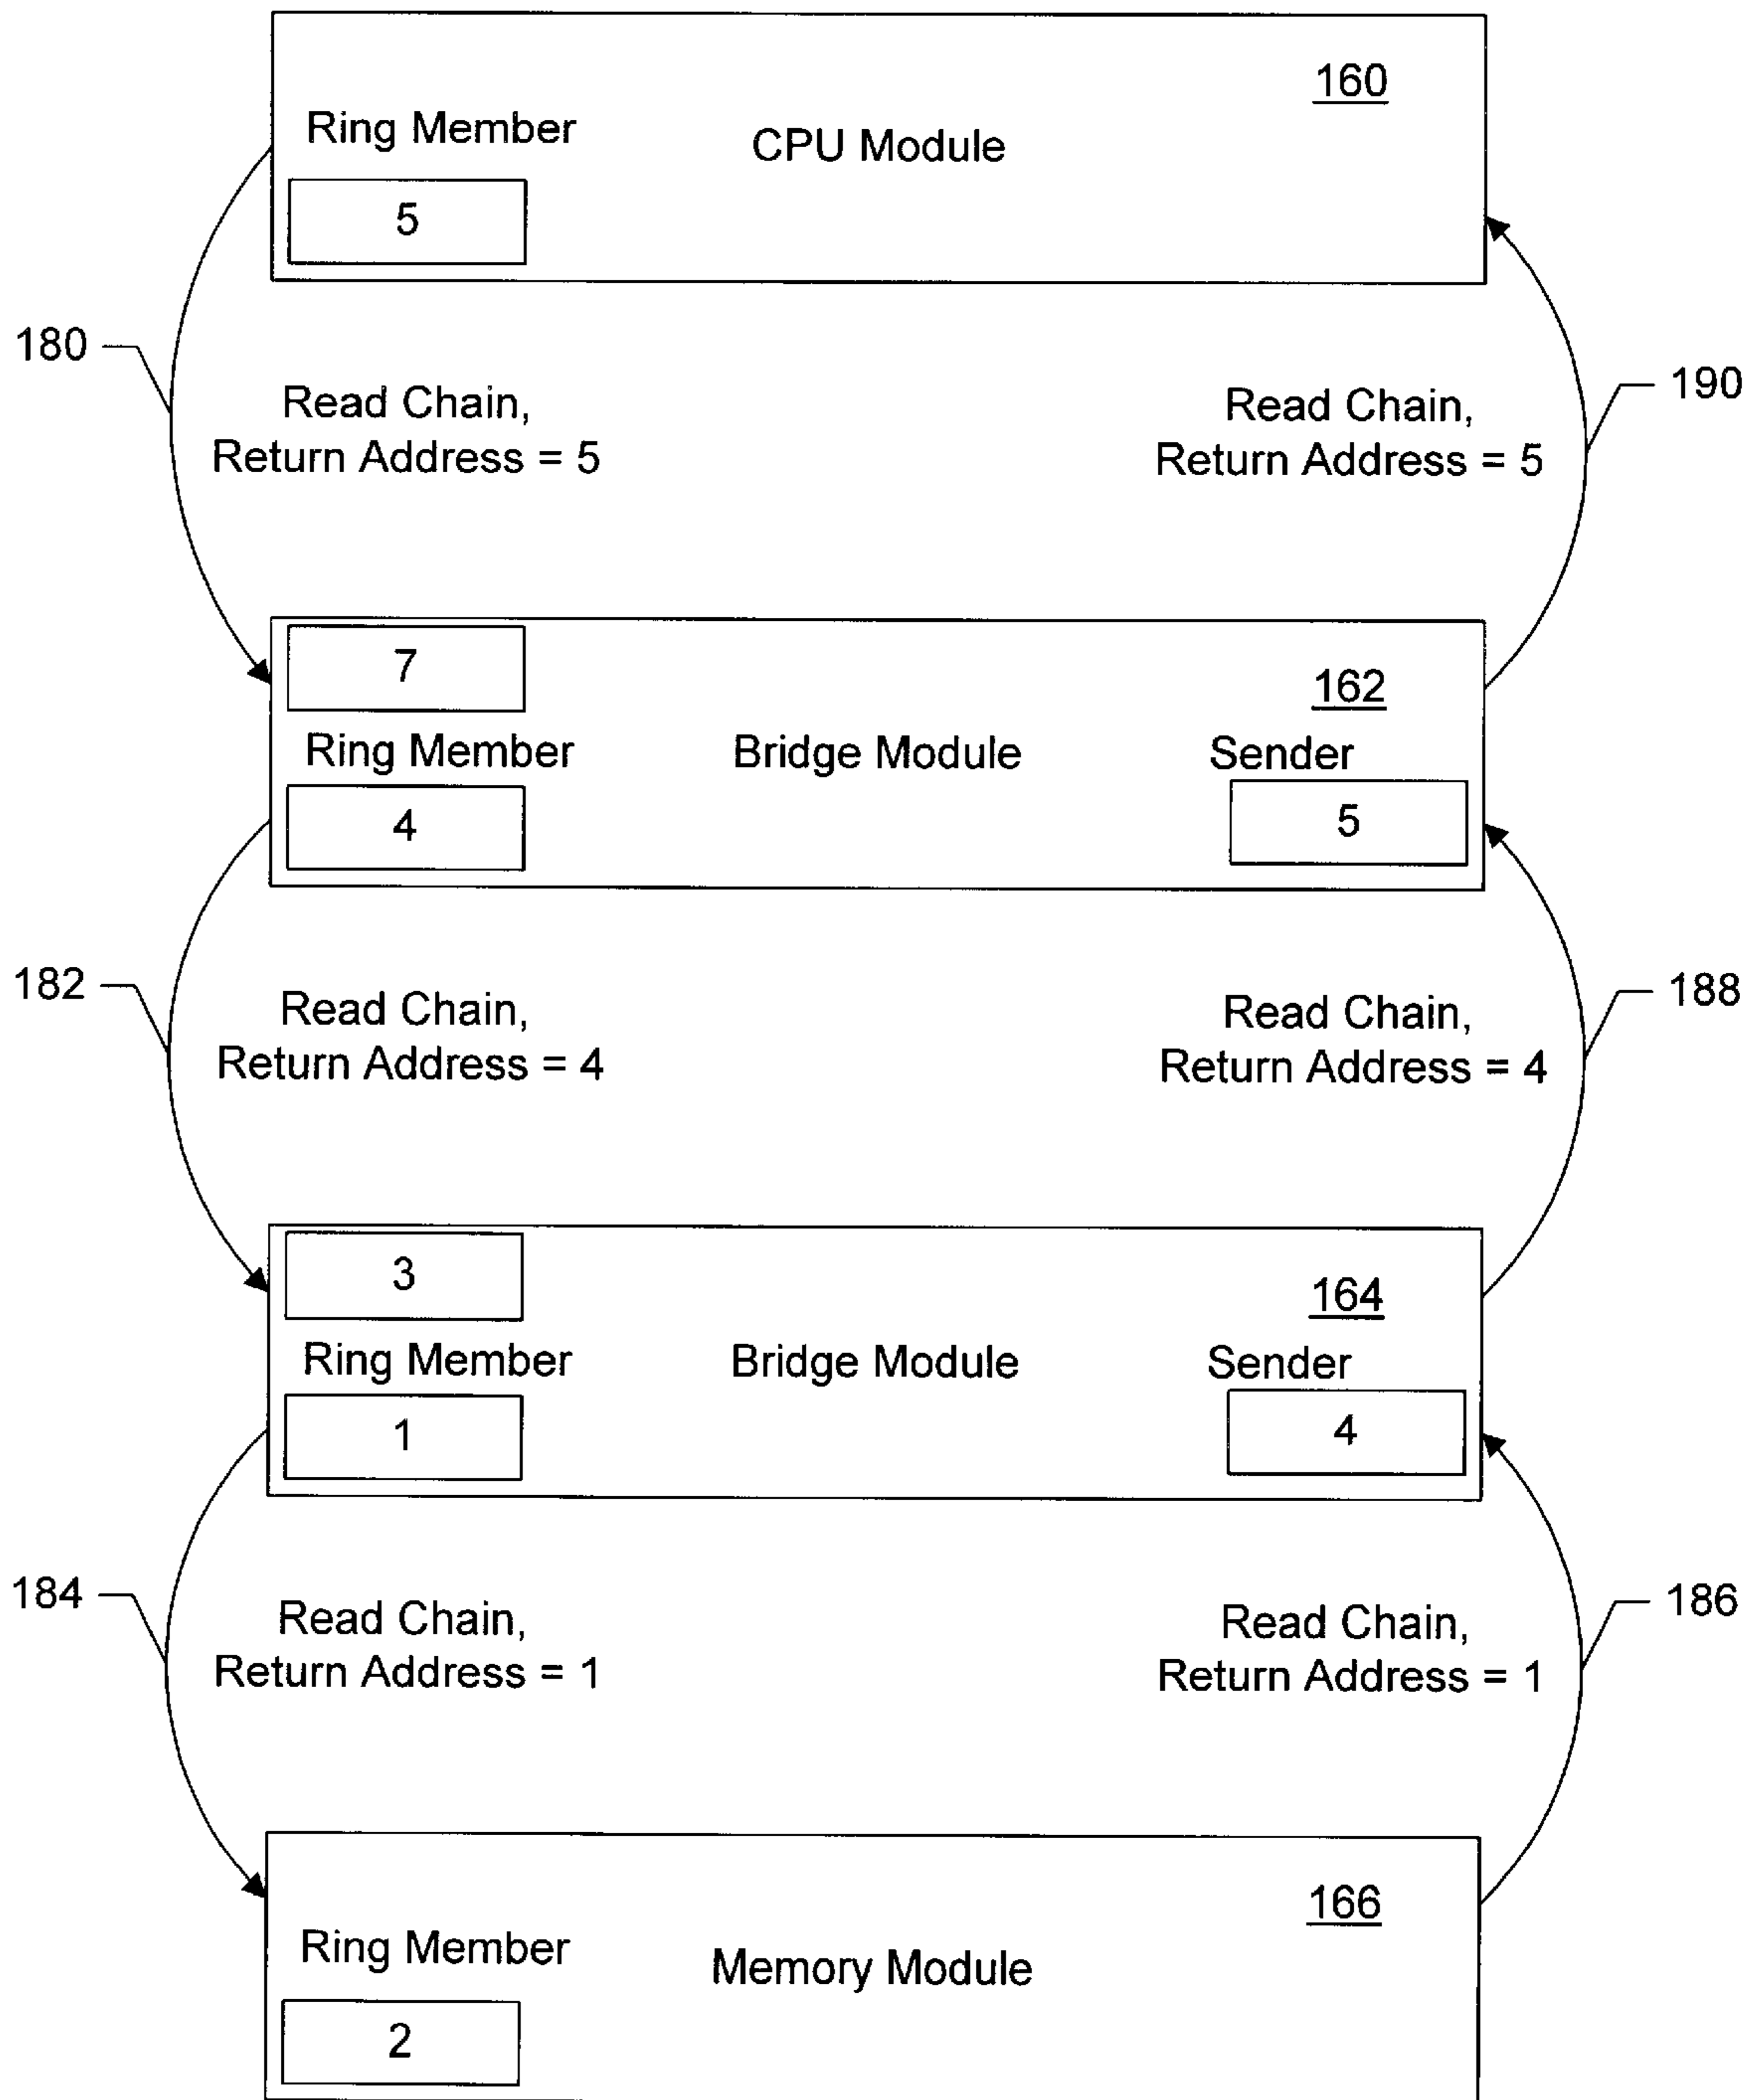 160
Ring Member
CPU Module
5
180
Read Chain,
Return Address = 5
190
Read Chain,
Return Address = 5
7
162
Ring Member
Bridge Module
Sender
4
5
182
Read Chain,
Return Address = 4
188
Read Chain,
Return Address = 4
3
164
Ring Member
Bridge Module
Sender
1
4
184
Read Chain,
Return Address = 1
186
Read Chain,
Return Address = 1
166
Ring Member
Memory Module
2